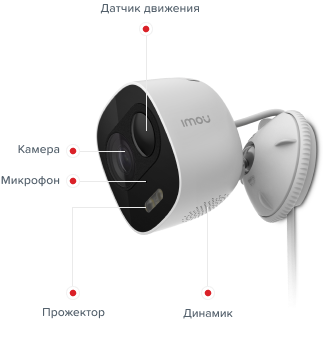 Датчик движения
imou
Камера
Микрофон
Прожектор
Динамик